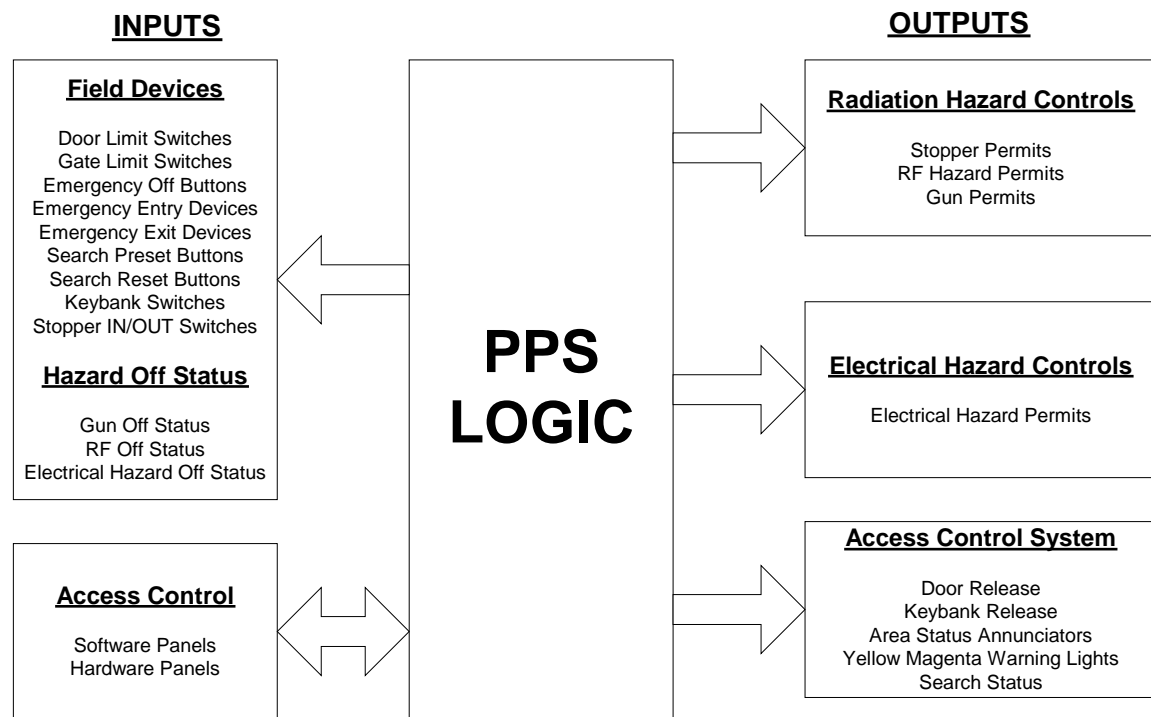 INPUTS
Field Devices
Door Limit Switches
Gate Limit Switches
Emergency Off Buttons
Emergency Entry Devices
Emergency Exit Devices
Search Preset Buttons
Search Reset Buttons
Keybank Switches
Stopper IN/OUT Switches
Hazard Off Status
Gun Off Status
RF Off Status
Electrical Hazard Off Status
Access Control
Software Panels
Hardware Panels
PPS
LOGIC
OUTPUTS
Radiation Hazard Controls
Stopper Permits
RF Hazard Permits
Gun Permits
Electrical Hazard Controls
Electrical Hazard Permits
Access Control System
Door Release
Keybank Release
Area Status Annunciators
Yellow Magenta Warning Lights
Search Status